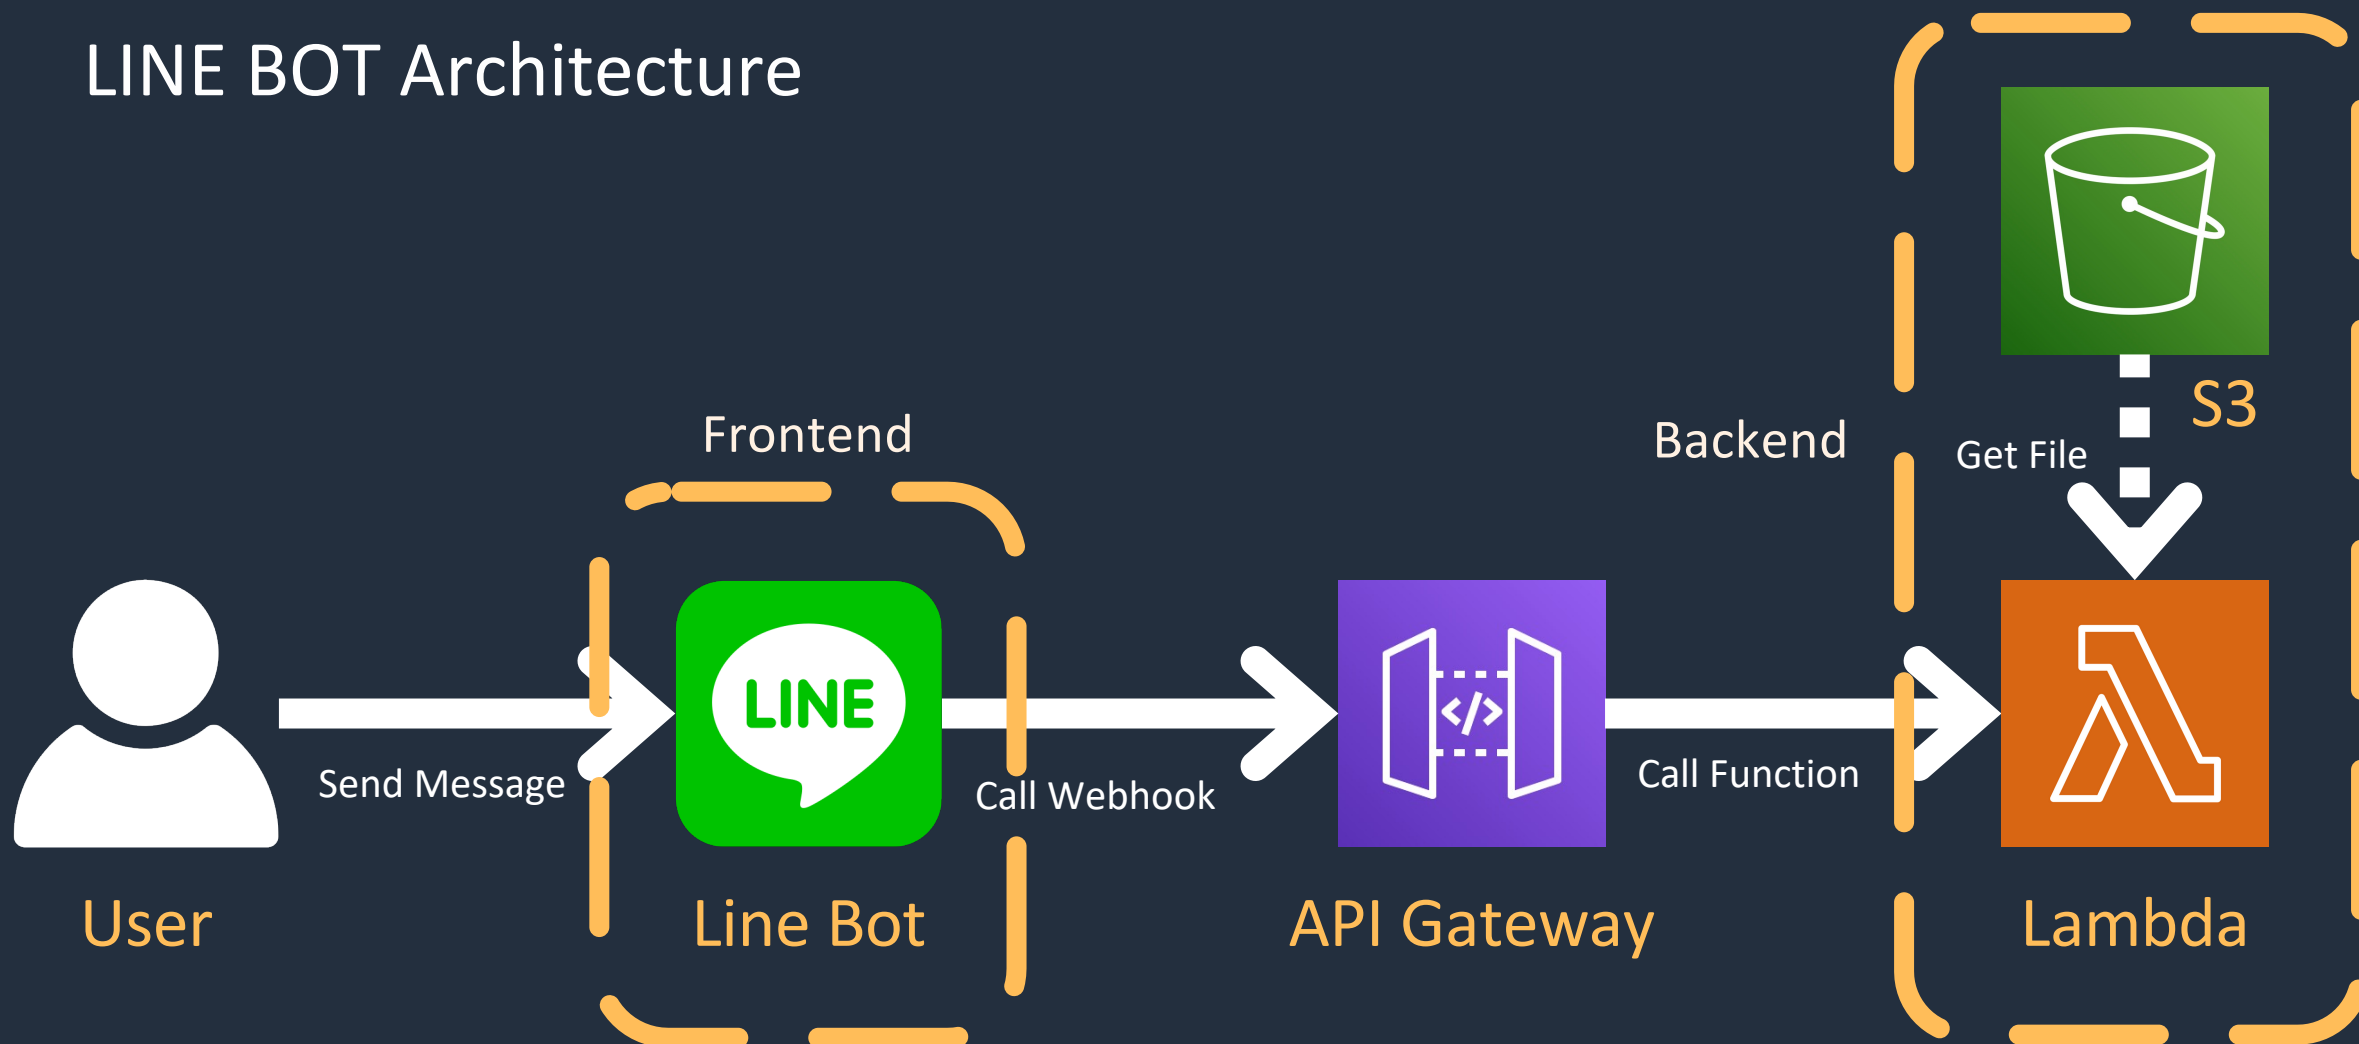 LINE BOT Architecture
Frontend
Backend
S3
Get File
LINE
Send Message
Call Webhook
Call Function
User
Line Bot
API Gateway
Lambda